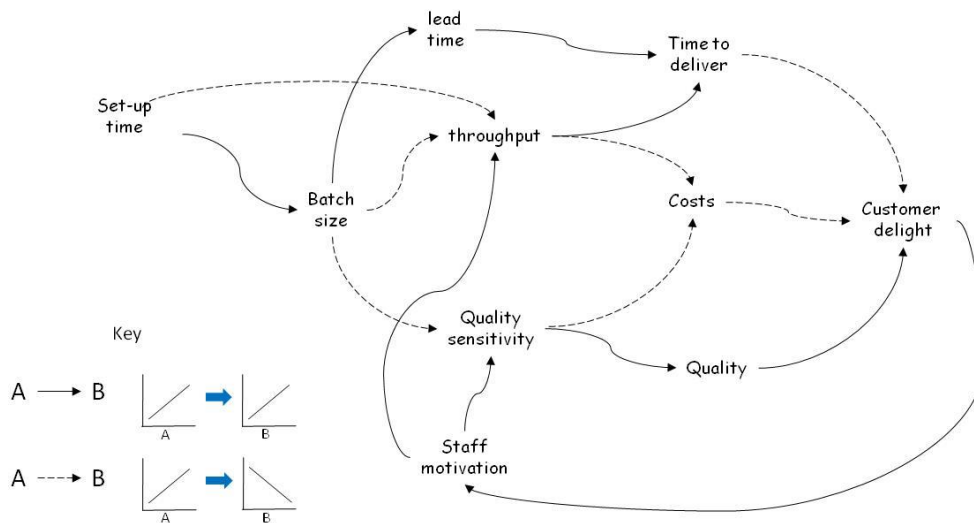 lead
time
Time to
deliver
Set-up
time
throughput
Batch
size
Costs
Customer
delight
Quality
sensitivity
Key
Quality
A
B
A
B
Staff
motivation
A
B
A
B